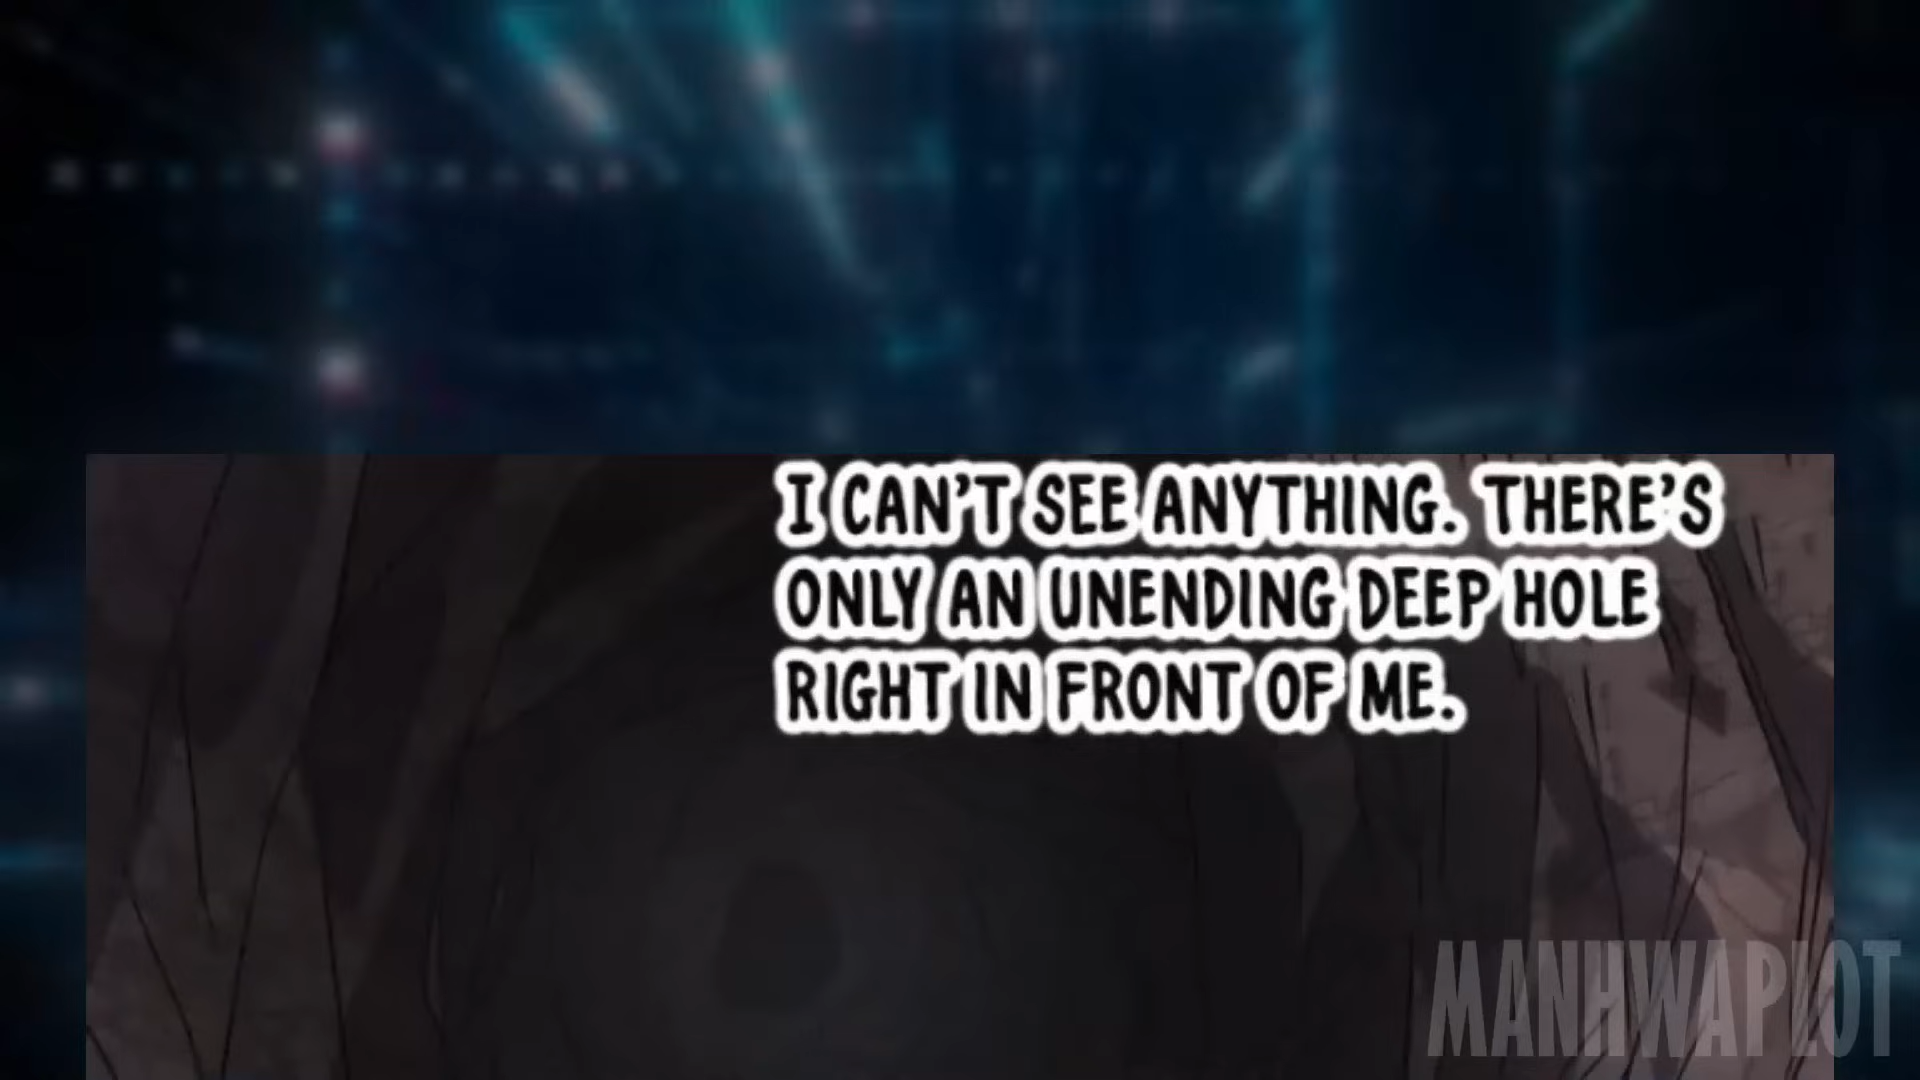 I CAN'T SEE ANYTHING. THERE'S
ONLY AN UNENDING DEEP HOLE
RIGHT IN FRONT OF ME.
MANHWAPLOT